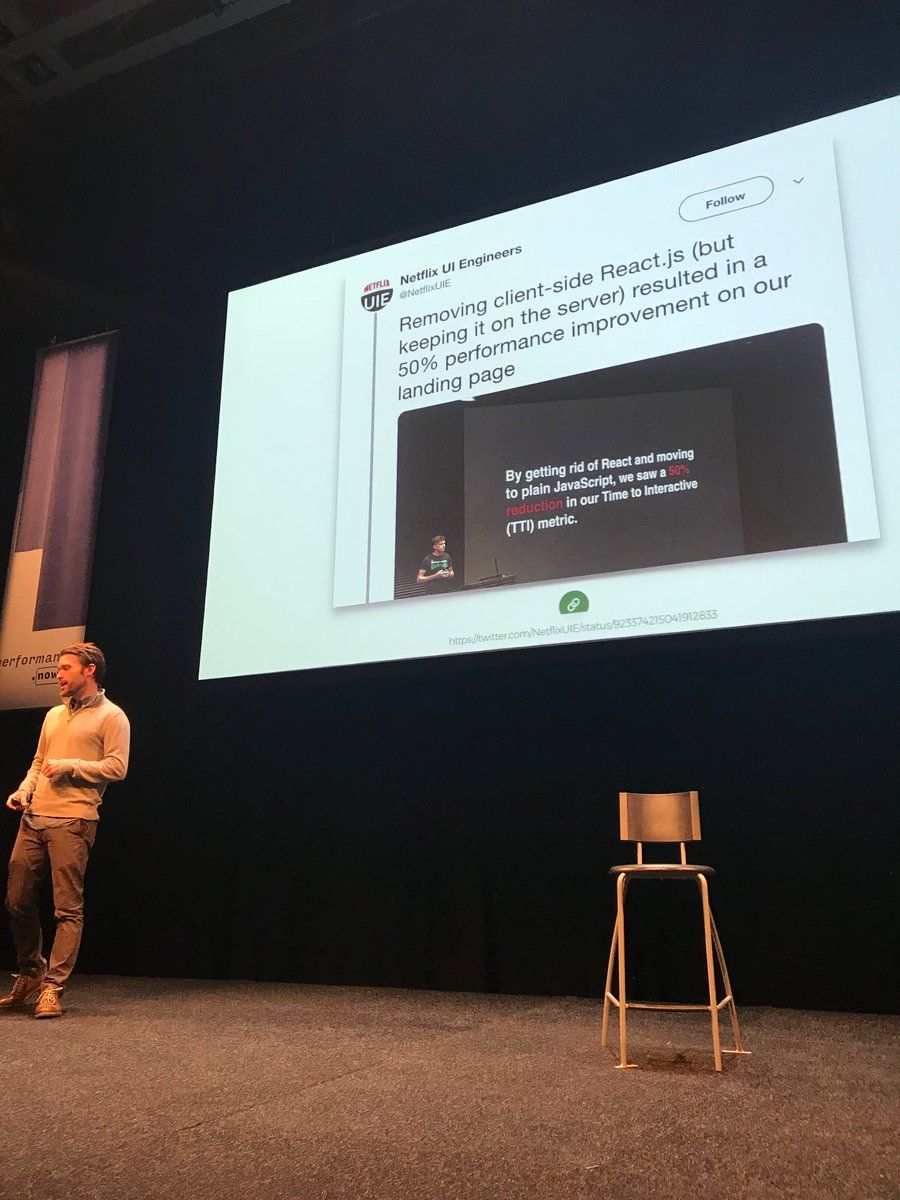 Follow
NETFLIX
UIE
Netflix UI Engineers
@NetflixUIE
Removing client-side React.js (but
keeping it on the server) resulted in a
50% performance improvement on our
landing page
By getting rid of React and moving
to plain JavaScript, we saw a 50%
reduction in our Time to Interactive
(TTI) metric.
https://twitter.com/NetflixUIE/status/923374215041912833
performan
.now